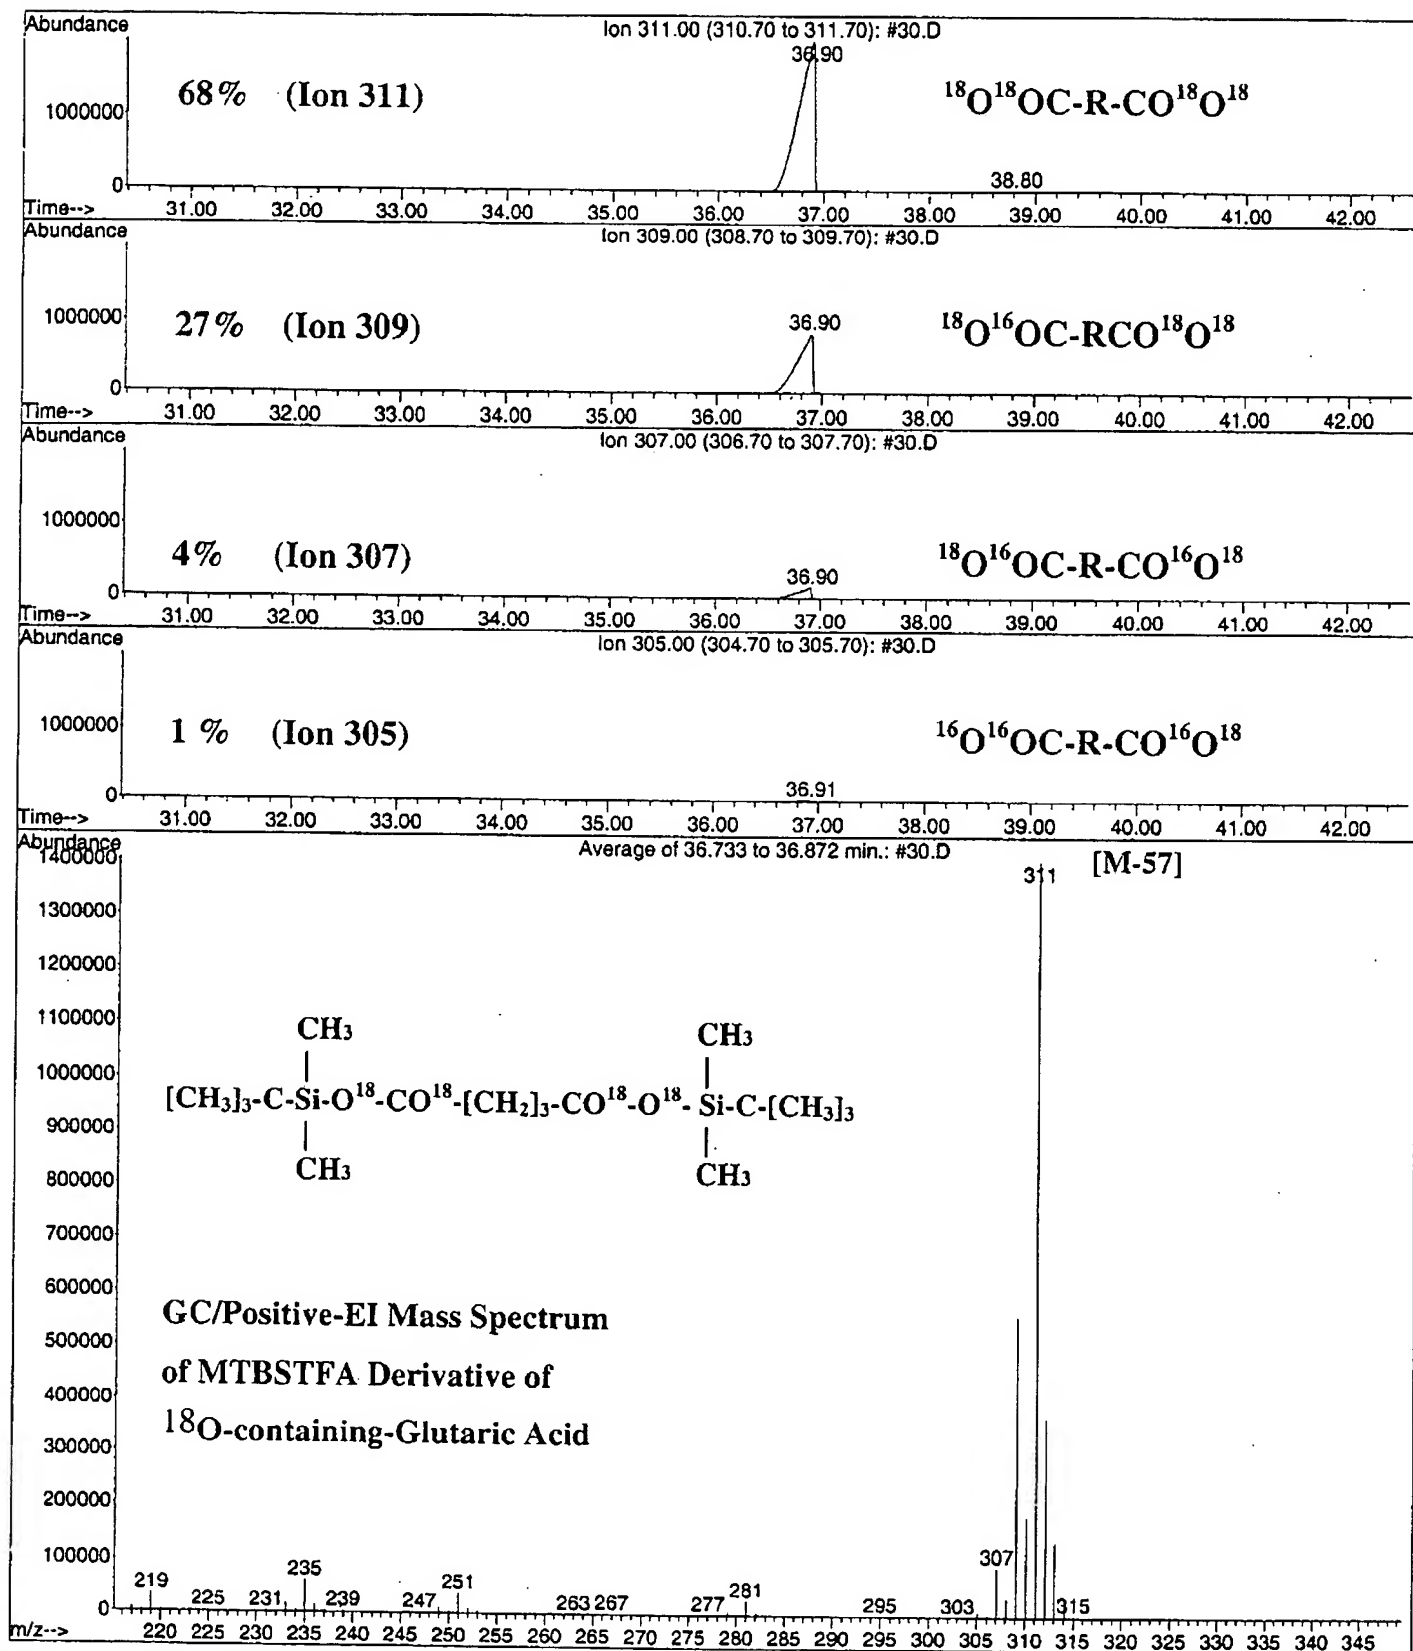 Abundance
Ion 311.00 (310.70 to 311.70): #30.D
36.90
68% (Ion 311)
¹⁸O¹⁸OC-R-CO¹⁸O¹⁸
1000000
38.80
0
Time--> 31.00 32.00 33.00 34.00 35.00 36.00 37.00 38.00 39.00 40.00 41.00 42.00
Abundance
Ion 309.00 (308.70 to 309.70): #30.D
1000000
27% (Ion 309)
36.90
¹⁸O¹⁶OC-RCO¹⁸O¹⁸
0
Time--> 31.00 32.00 33.00 34.00 35.00 36.00 37.00 38.00 39.00 40.00 41.00 42.00
Abundance
Ion 307.00 (306.70 to 307.70): #30.D
1000000
4% (Ion 307)
36.90
¹⁸O¹⁶OC-R-CO¹⁶O¹⁸
0
Time--> 31.00 32.00 33.00 34.00 35.00 36.00 37.00 38.00 39.00 40.00 41.00 42.00
Abundance
Ion 305.00 (304.70 to 305.70): #30.D
1000000
1 % (Ion 305)
¹⁶O¹⁶OC-R-CO¹⁶O¹⁸
36.91
0
Time--> 31.00 32.00 33.00 34.00 35.00 36.00 37.00 38.00 39.00 40.00 41.00 42.00
Abundance
Average of 36.733 to 36.872 min.: #30.D
1400000
311
[M-57]
1300000
1200000
1100000
1000000
900000
800000
700000
600000
500000
400000
300000
200000
100000
0
CH₃ CH₃
[CH₃]₃-C-Si-O¹⁸-CO¹⁸-[CH₂]₃-CO¹⁸-O¹⁸-Si-C-[CH₃]₃
CH₃ CH₃
GC/Positive-EI Mass Spectrum
of MTBSTFA Derivative of
¹⁸O-containing-Glutaric Acid
219 225 231 235 239 247 251 263 267 277 281 295 303 307 315
m/z--> 220 225 230 235 240 245 250 255 260 265 270 275 280 285 290 295 300 305 310 315 320 325 330 335 340 345